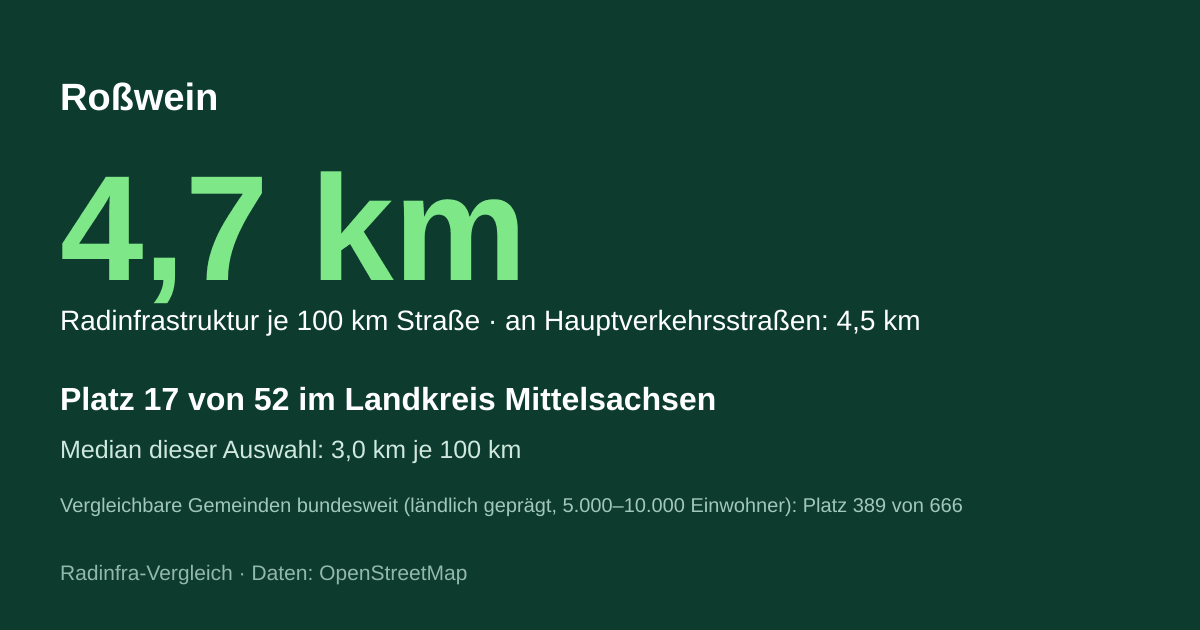 Roßwein
4,7 km
Radinfrastruktur je 100 km Straße · an Hauptverkehrsstraßen: 4,5 km
Platz 17 von 52 im Landkreis Mittelsachsen
Median dieser Auswahl: 3,0 km je 100 km
Vergleichbare Gemeinden bundesweit (ländlich geprägt, 5.000–10.000 Einwohner): Platz 389 von 666
Radinfra-Vergleich · Daten: OpenStreetMap